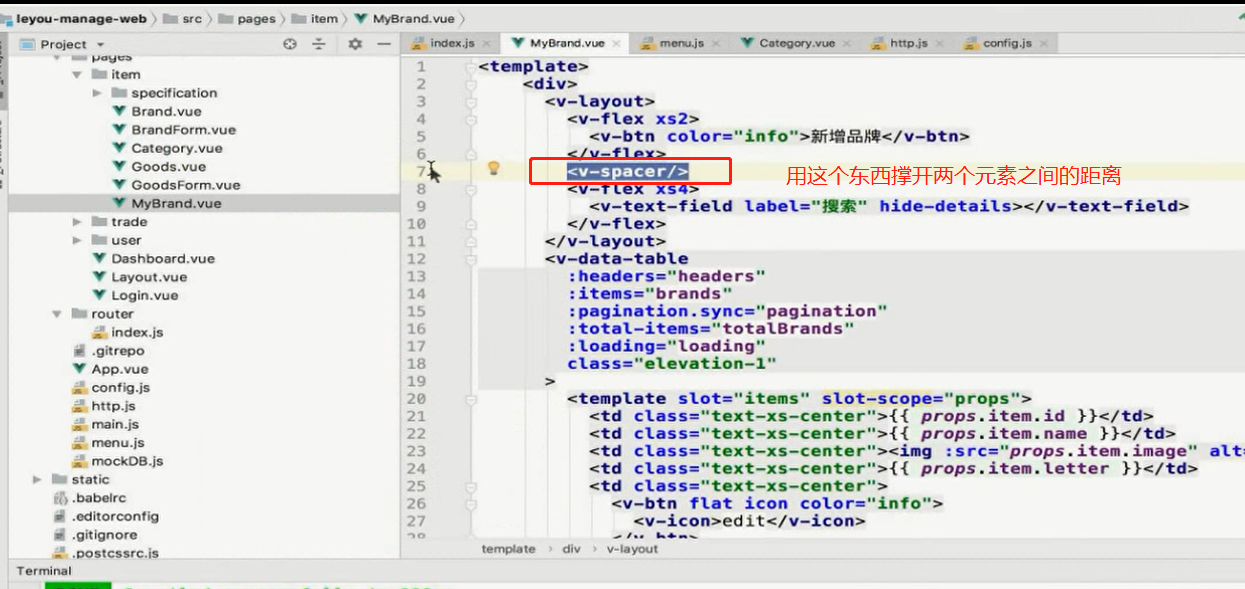 leyou-manage-web src pages item MyBrand.vue
Project
index.js MyBrand.vue menu.js Category.vue http.js config.js
pages
item
specification
Brand.vue
BrandForm.vue
Category.vue
Goods.vue
GoodsForm.vue
MyBrand.vue
trade
user
Dashboard.vue
Layout.vue
Login.vue
router
index.js
.gitrepo
App.vue
config.js
http.js
main.js
menu.js
mockDB.js
static
.babelrc
.editorconfig
.gitignore
.postcssrc.js
1 <template>
2 <div>
3 <v-layout>
4 <v-flex xs2>
5 <v-btn color="info">新增品牌</v-btn>
6 </v-flex>
7 <v-spacer/>
用这个东西撑开两个元素之间的距离
8 <v-flex xs4>
9 <v-text-field label="搜索" hide-details></v-text-field>
10 </v-flex>
11 </v-layout>
12 <v-data-table
13 :headers="headers"
14 :items="brands"
15 :pagination.sync="pagination"
16 :total-items="totalBrands"
17 :loading="loading"
18 class="elevation-1"
19 >
20 <template slot="items" slot-scope="props">
21 <td class="text-xs-center">{{ props.item.id }}</td>
22 <td class="text-xs-center">{{ props.item.name }}</td>
23 <td class="text-xs-center"><img :src="props.item.image" alt=
24 <td class="text-xs-center">{{ props.item.letter }}</td>
25 <td class="text-xs-center">
26 <v-btn flat icon color="info">
27 <v-icon>edit</v-icon>
28 </v-btn>
template › div › v-layout
Terminal